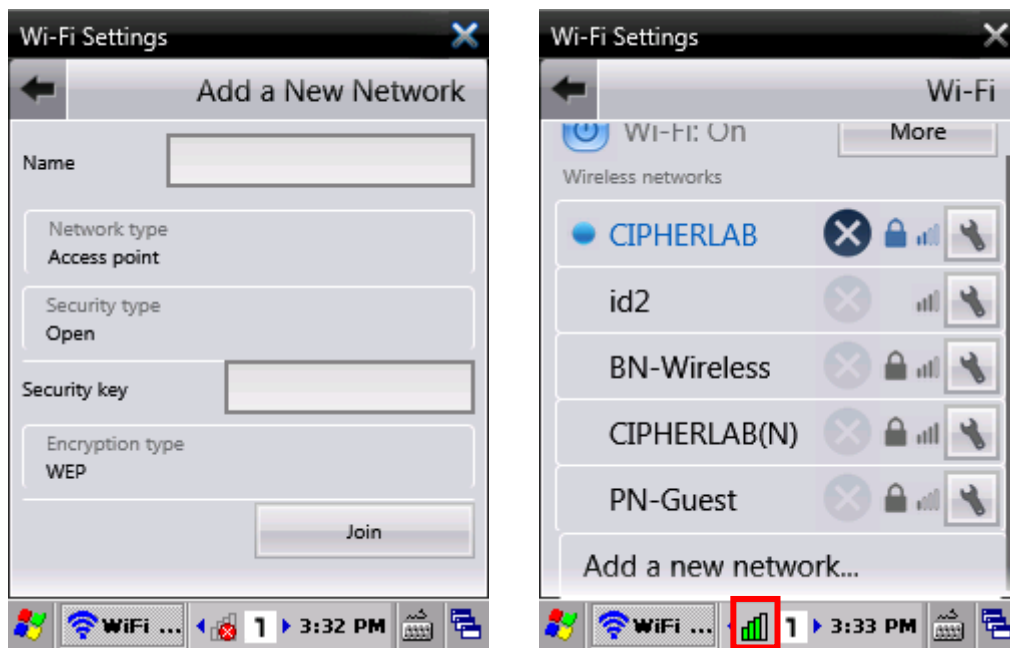 Wi-Fi Settings
Add a New Network
Name
Network type
Access point
Security type
Open
Security key
Encryption type
WEP
Join
WiFi ...
1
3:32 PM
Wi-Fi Settings
Wi-Fi
Wi-Fi: On
More
Wireless networks
CIPHERLAB
id2
BN-Wireless
CIPHERLAB(N)
PN-Guest
Add a new network...
WiFi ...
1
3:33 PM